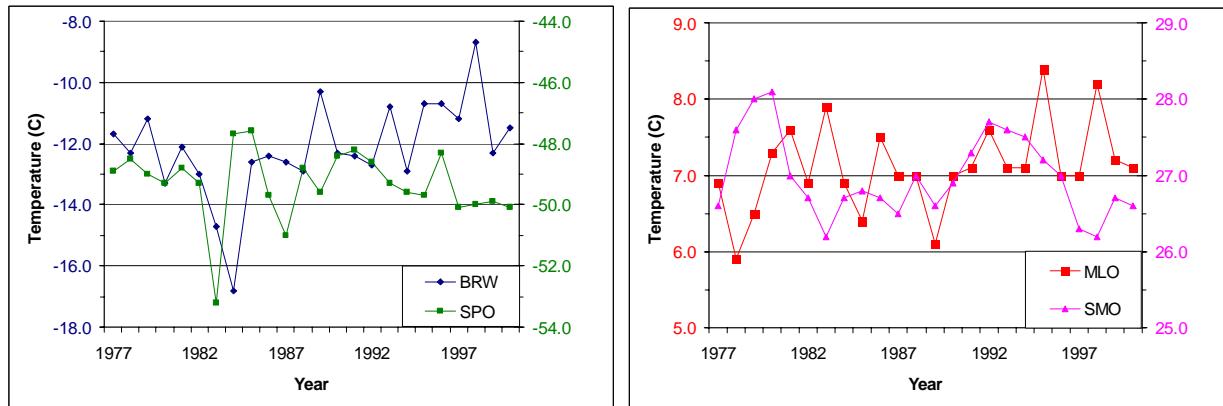 -8.0
-10.0
-12.0
-14.0
-16.0
-18.0
Temperature (C)
-44.0
-46.0
-48.0
-50.0
-52.0
-54.0
BRW
SPO
1977 1982 1987 1992 1997
Year
9.0
8.0
7.0
6.0
5.0
Temperature (C)
29.0
28.0
27.0
26.0
25.0
MLO
SMO
1977 1982 1987 1992 1997
Year